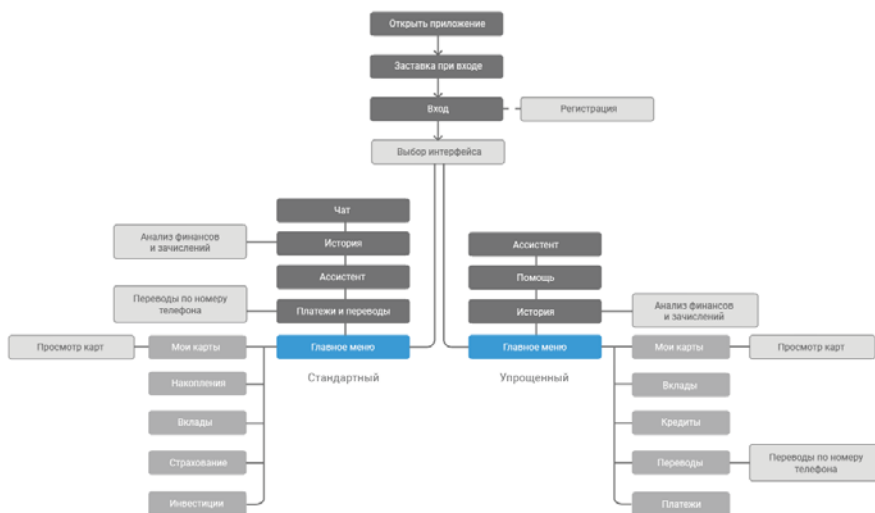 Открыть приложение
Заставка при входе
Вход
Регистрация
Выбор интерфейса
Чат
Анализ финансов
и зачислений
История
Ассистент
Переводы по номеру
телефона
Платежи и переводы
Просмотр карт
Мои карты
Главное меню
Стандартный
Накопления
Вклады
Страхование
Инвестиции
Ассистент
Помощь
История
Анализ финансов
и зачислений
Главное меню
Упрощенный
Мои карты
Просмотр карт
Вклады
Кредиты
Переводы
Переводы по номеру
телефона
Платежи